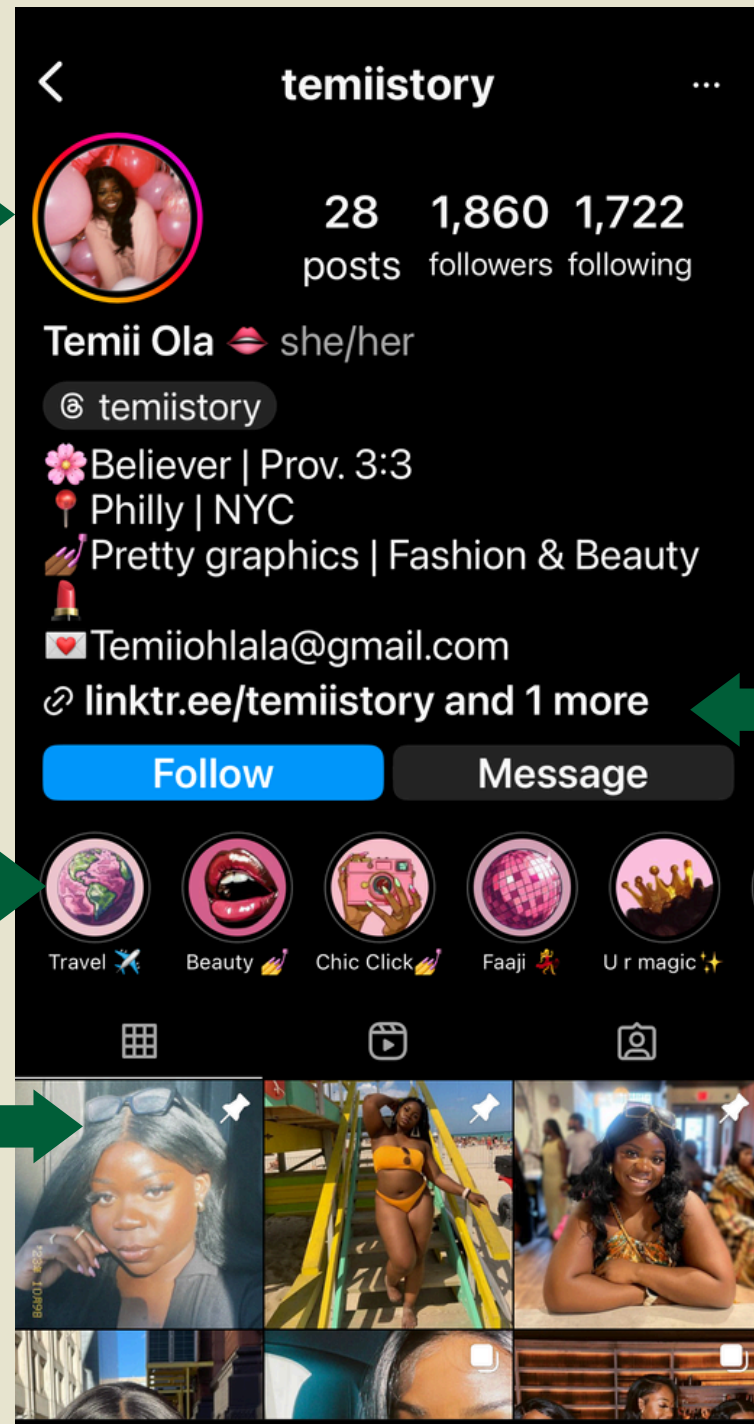 temiistory
28 1,860 1,722
posts followers following
Temii Ola 👄 she/her
temiistory
🌸Believer | Prov. 3:3
📍Philly | NYC
💅🏾Pretty graphics | Fashion & Beauty
💄
💌Temiiohlala@gmail.com
linktr.ee/temiistory and 1 more
Follow Message
Travel ✈️ Beauty 💅 Chic Click💅 Faaji 💃 U r magic✨